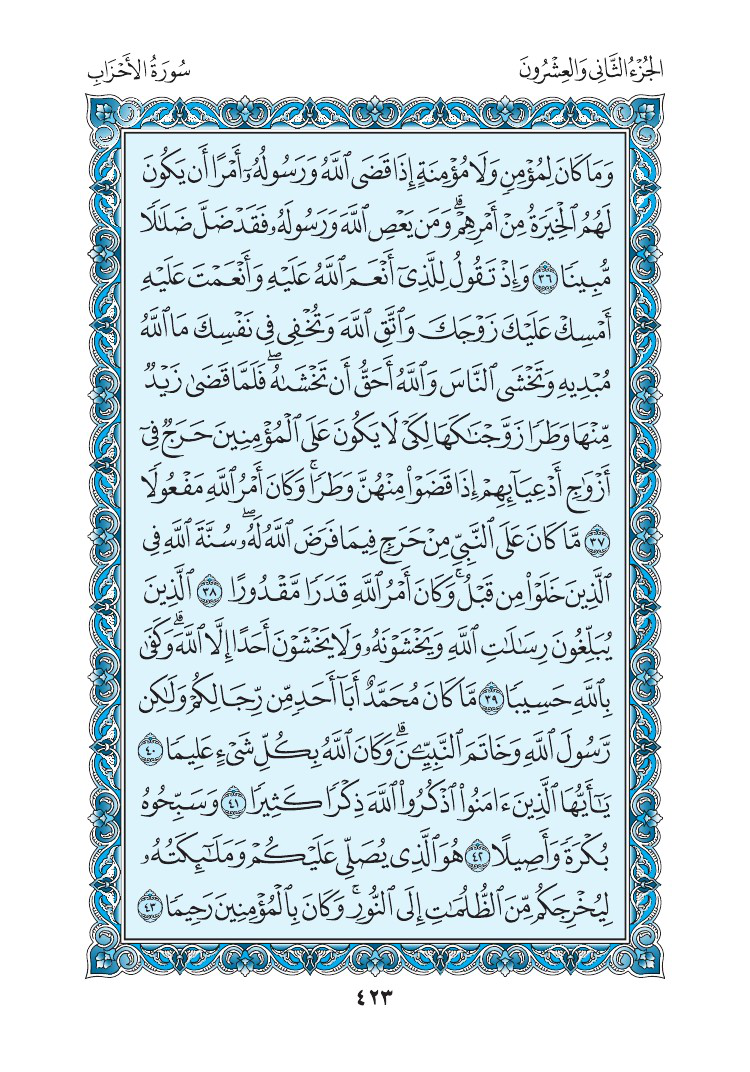 الجُزْءُ الثَّانِي وَالعِشْرُونَ
سُورَةُ الأَحْزَابِ
وَمَا كَانَ لِمُؤْمِنٍ وَلَا مُؤْمِنَةٍ إِذَا قَضَى ٱللَّهُ وَرَسُولُهُۥٓ أَمْرًا أَن يَكُونَ
لَهُمُ ٱلْخِيَرَةُ مِنْ أَمْرِهِمْۗ وَمَن يَعْصِ ٱللَّهَ وَرَسُولَهُۥ فَقَدْ ضَلَّ ضَلَٰلًا
مُّبِينًا ٣٦ وَإِذْ تَقُولُ لِلَّذِىٓ أَنْعَمَ ٱللَّهُ عَلَيْهِ وَأَنْعَمْتَ عَلَيْهِ
أَمْسِكْ عَلَيْكَ زَوْجَكَ وَٱتَّقِ ٱللَّهَ وَتُخْفِى فِى نَفْسِكَ مَا ٱللَّهُ
مُبْدِيهِ وَتَخْشَى ٱلنَّاسَ وَٱللَّهُ أَحَقُّ أَن تَخْشَىٰهُۖ فَلَمَّا قَضَىٰ زَيْدٌ
مِّنْهَا وَطَرًا زَوَّجْنَٰكَهَا لِكَىْ لَا يَكُونَ عَلَى ٱلْمُؤْمِنِينَ حَرَجٌ فِىٓ
أَزْوَٰجِ أَدْعِيَآئِهِمْ إِذَا قَضَوْا۟ مِنْهُنَّ وَطَرًاۚ وَكَانَ أَمْرُ ٱللَّهِ مَفْعُولًا
٣٧ مَّا كَانَ عَلَى ٱلنَّبِىِّ مِنْ حَرَجٍ فِيمَا فَرَضَ ٱللَّهُ لَهُۥۖ سُنَّةَ ٱللَّهِ فِى
ٱلَّذِينَ خَلَوْا۟ مِن قَبْلُۚ وَكَانَ أَمْرُ ٱللَّهِ قَدَرًا مَّقْدُورًا ٣٨ ٱلَّذِينَ
يُبَلِّغُونَ رِسَٰلَٰتِ ٱللَّهِ وَيَخْشَوْنَهُۥ وَلَا يَخْشَوْنَ أَحَدًا إِلَّا ٱللَّهَۗ وَكَفَىٰ
بِٱللَّهِ حَسِيبًا ٣٩ مَّا كَانَ مُحَمَّدٌ أَبَآ أَحَدٍ مِّن رِّجَالِكُمْ وَلَٰكِن
رَّسُولَ ٱللَّهِ وَخَاتَمَ ٱلنَّبِيِّـۧنَۗ وَكَانَ ٱللَّهُ بِكُلِّ شَىْءٍ عَلِيمًا ٤٠
يَٰٓأَيُّهَا ٱلَّذِينَ ءَامَنُوا۟ ٱذْكُرُوا۟ ٱللَّهَ ذِكْرًا كَثِيرًا ٤١ وَسَبِّحُوهُ
بُكْرَةً وَأَصِيلًا ٤٢ هُوَ ٱلَّذِى يُصَلِّى عَلَيْكُمْ وَمَلَٰٓئِكَتُهُۥ
لِيُخْرِجَكُم مِّنَ ٱلظُّلُمَٰتِ إِلَى ٱلنُّورِۚ وَكَانَ بِٱلْمُؤْمِنِينَ رَحِيمًا ٤٣
٤٢٣